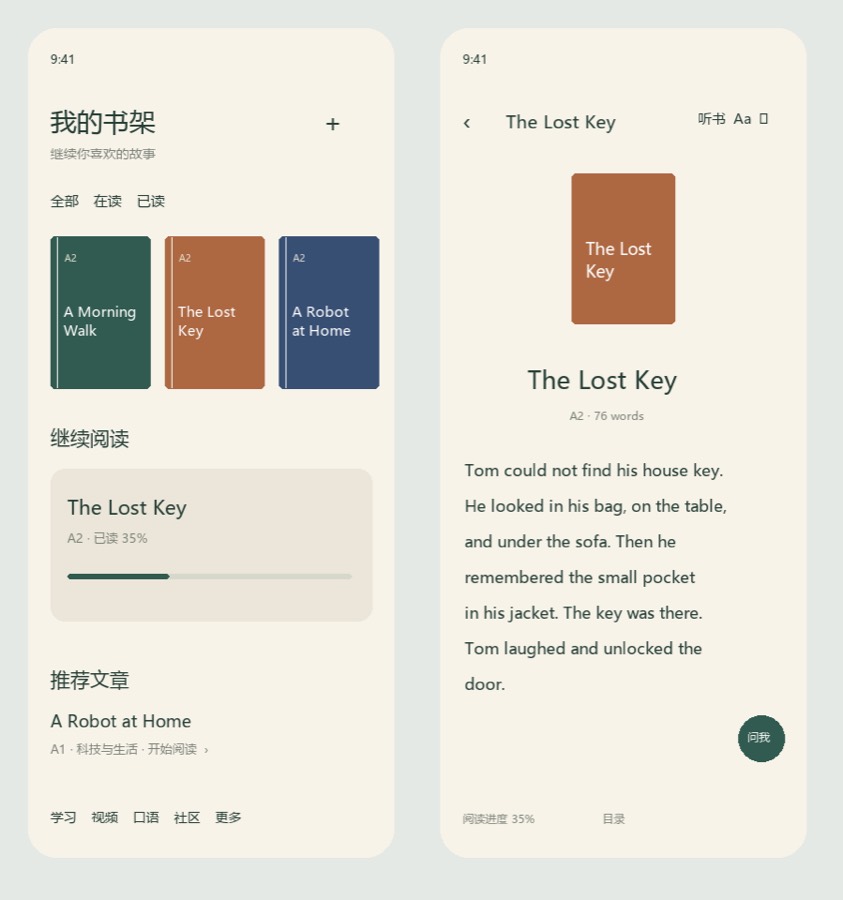 9:41
我的书架
+
继续你喜欢的故事
全部 在读 已读
A2
A Morning
Walk
A2
The Lost
Key
A2
A Robot
at Home
继续阅读
The Lost Key
A2 · 已读 35%
推荐文章
A Robot at Home
A1 · 科技与生活 · 开始阅读 ›
学习 视频 口语 社区 更多
9:41
‹ The Lost Key 听书 Aa
The Lost
Key
The Lost Key
A2 · 76 words
Tom could not find his house key.
He looked in his bag, on the table,
and under the sofa. Then he
remembered the small pocket
in his jacket. The key was there.
Tom laughed and unlocked the
door.
问我
阅读进度 35% 目录